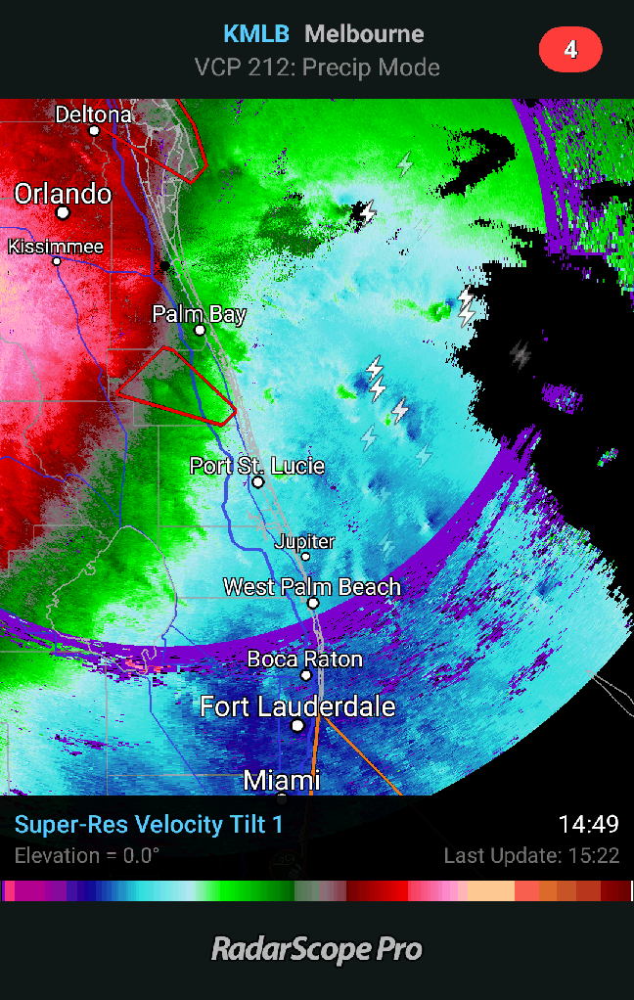 KMLB Melbourne
VCP 212: Precip Mode
4
Deltona
Orlando
Kissimmee
Palm Bay
Port St. Lucie
Jupiter
West Palm Beach
Boca Raton
Fort Lauderdale
Miami
Super-Res Velocity Tilt 1
14:49
Elevation = 0.0°
Last Update: 15:22
RadarScope Pro